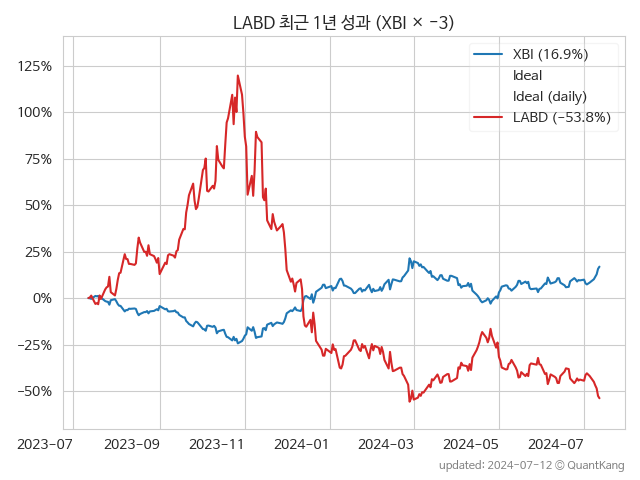 LABD 최근 1년 성과 (XBI × −3)
XBI (16.9%)
Ideal
Ideal (daily)
LABD (−53.8%)
125%
100%
75%
50%
25%
0%
−25%
−50%
2023−07
2023−09
2023−11
2024−01
2024−03
2024−05
2024−07
updated: 2024−07−12 © QuantKang